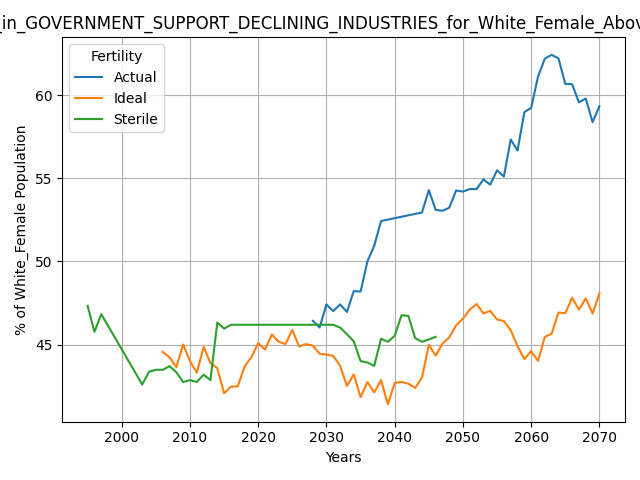 _in_GOVERNMENT_SUPPORT_DECLINING_INDUSTRIES_for_White_Female_Abov
Fertility
Actual
Ideal
Sterile
% of White_Female Population
60
55
50
45
2000 2010 2020 2030 2040 2050 2060 2070
Years